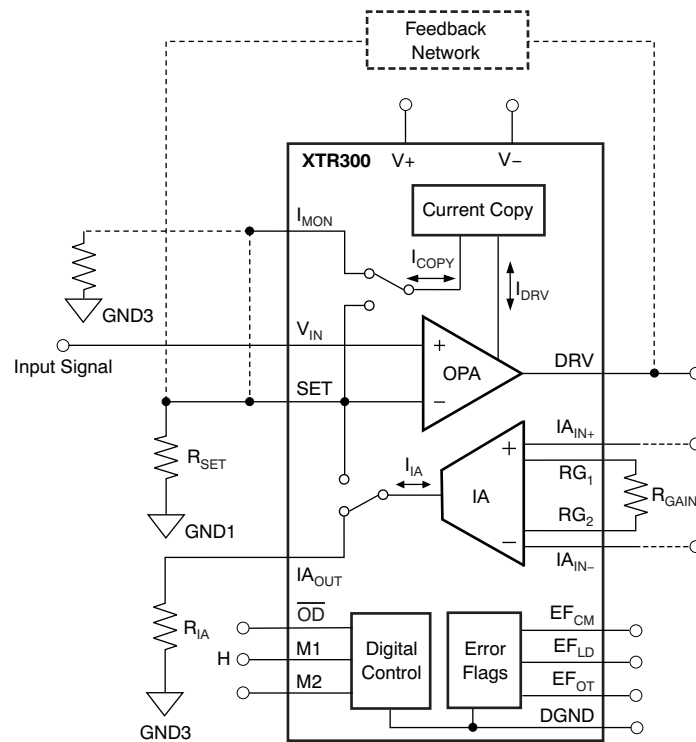 Feedback
Network
XTR300
V+
V−
Current Copy
I_MON
I_COPY
I_DRV
GND3
V_IN
Input Signal
+
OPA
−
DRV
SET
IA_IN+
R_SET
I_IA
+
IA
−
RG_1
R_GAIN
RG_2
GND1
IA_OUT
IA_IN−
R_IA
OD
H
M1
M2
Digital
Control
Error
Flags
EF_CM
EF_LD
EF_OT
DGND
GND3